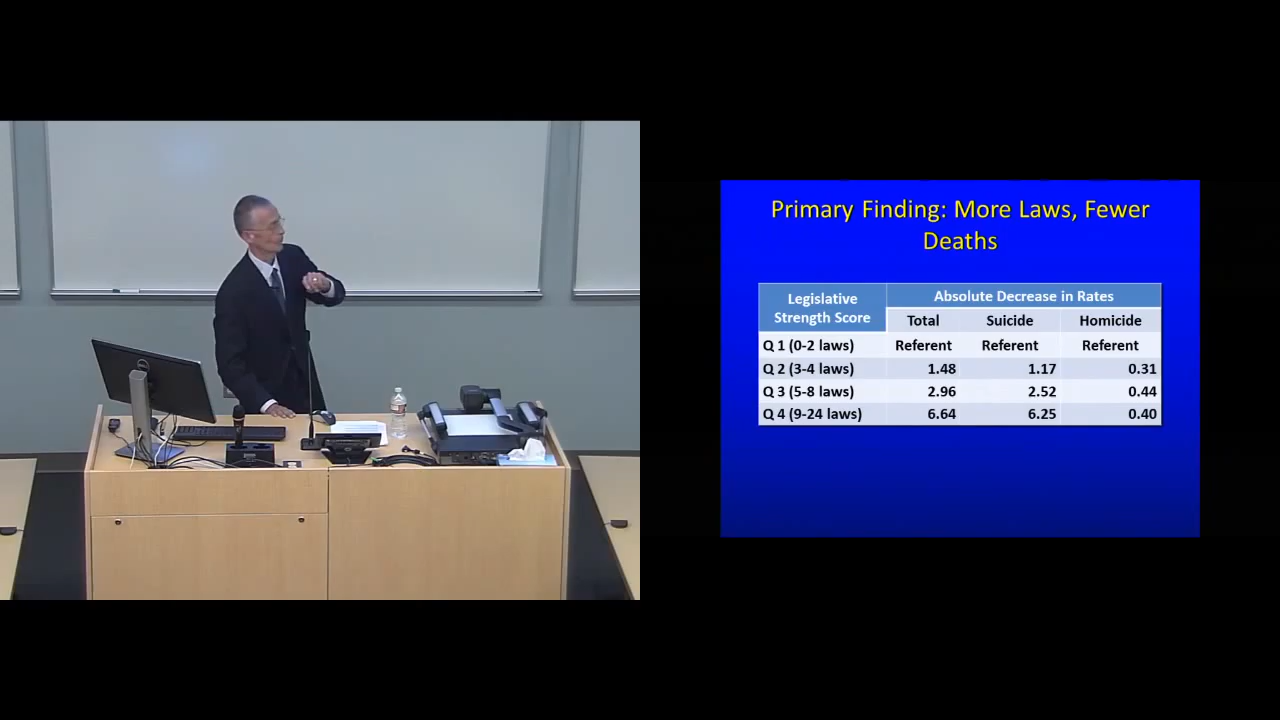 Primary Finding: More Laws, Fewer
Deaths
Legislative
Strength Score
Absolute Decrease in Rates
Total Suicide Homicide
Q 1 (0-2 laws) Referent Referent Referent
Q 2 (3-4 laws) 1.48 1.17 0.31
Q 3 (5-8 laws) 2.96 2.52 0.44
Q 4 (9-24 laws) 6.64 6.25 0.40